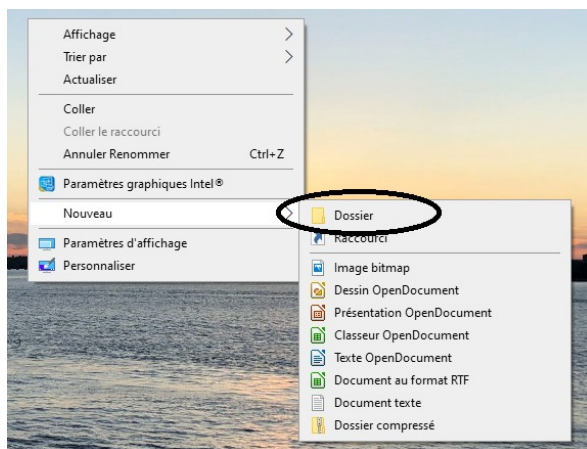 Affichage
Trier par
Actualiser
Coller
Coller le raccourci
Annuler Renommer Ctrl+Z
Paramètres graphiques Intel®
Nouveau
Paramètres d'affichage
Personnaliser
Dossier
Raccourci
Image bitmap
Dessin OpenDocument
Présentation OpenDocument
Classeur OpenDocument
Texte OpenDocument
Document au format RTF
Document texte
Dossier compressé